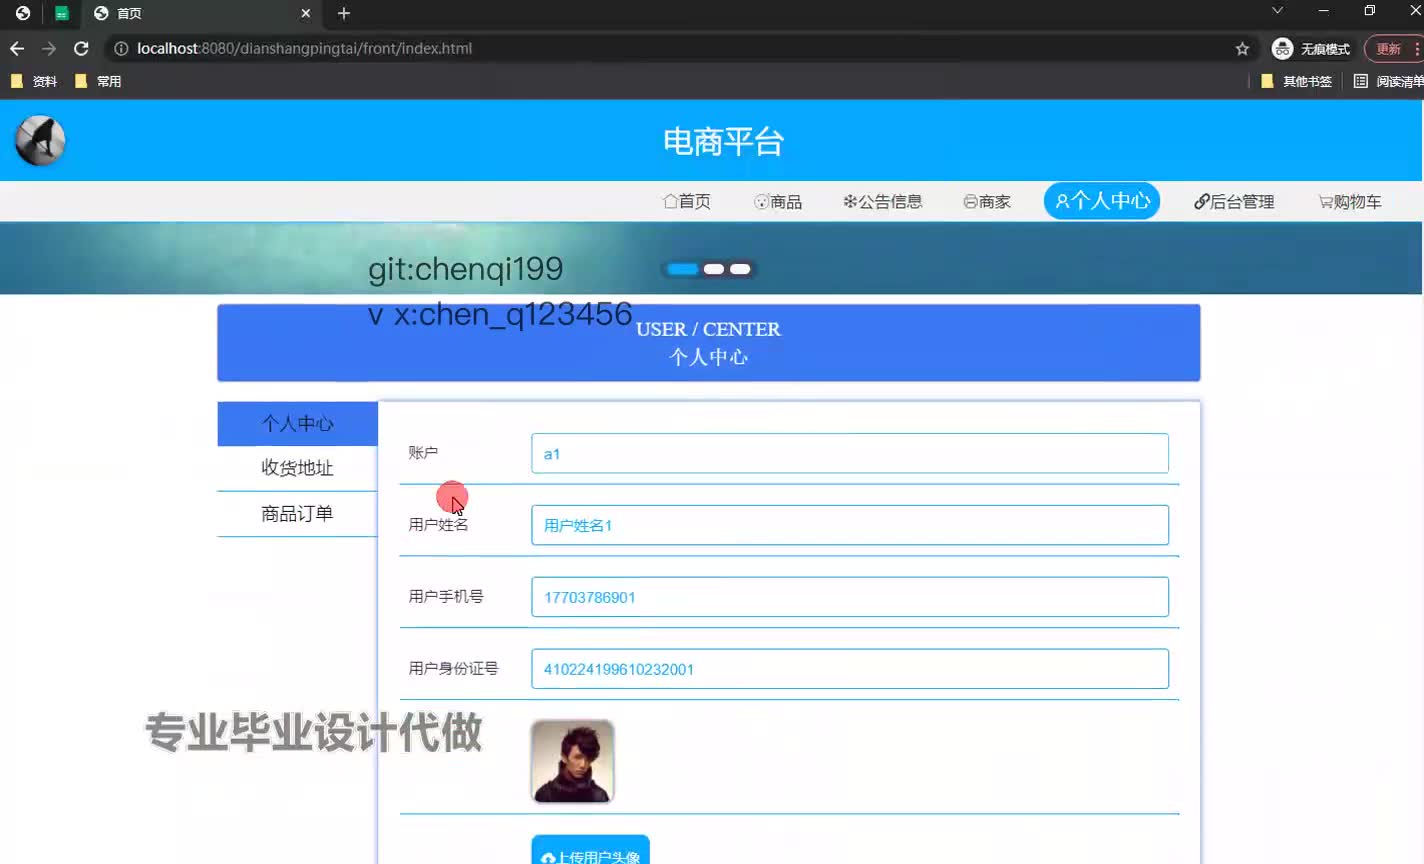 首页
localhost:8080/dianshangpingtai/front/index.html
无痕模式
更新
资料
常用
其他书签
阅读清单
电商平台
首页
商品
公告信息
商家
个人中心
后台管理
购物车
git:chenqi199
v x:chen_q123456
USER / CENTER
个人中心
个人中心
收货地址
商品订单
账户
a1
用户姓名
用户姓名1
用户手机号
17703786901
用户身份证号
410224199610232001
专业毕业设计代做
上传用户头像